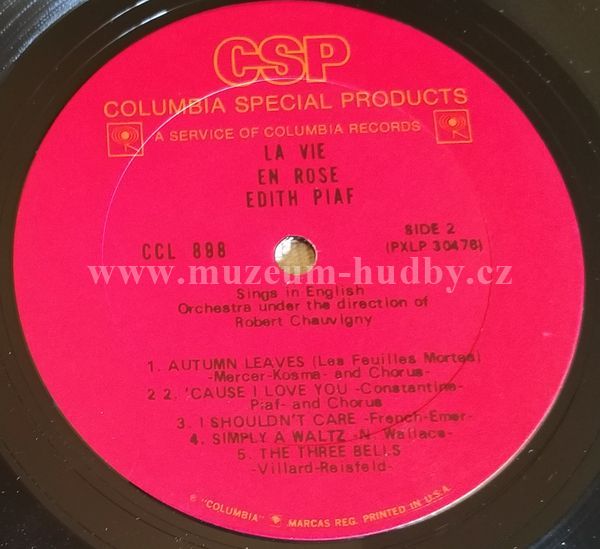 CSP
COLUMBIA SPECIAL PRODUCTS
A SERVICE OF COLUMBIA RECORDS
LA VIE
EN ROSE
EDITH PIAF
CCL 898
SIDE 2
(PXLP 30476)
www.muzeum-hudby.cz
Sings in English
Orchestra under the direction of
Robert Chauvigny
1. AUTUMN LEAVES (Les Feuilles Mortes)
-Mercer-Kosma- and Chorus-
2 2. 'CAUSE I LOVE YOU -Constantine-
Piaf- and Chorus
3. I SHOULDN'T CARE -French-Emer-
4. SIMPLY A WALTZ -N. Wallace-
5. THE THREE BELLS
-Villard-Reisfeld-
® "COLUMBIA" MARCAS REG. PRINTED IN U.S.A.